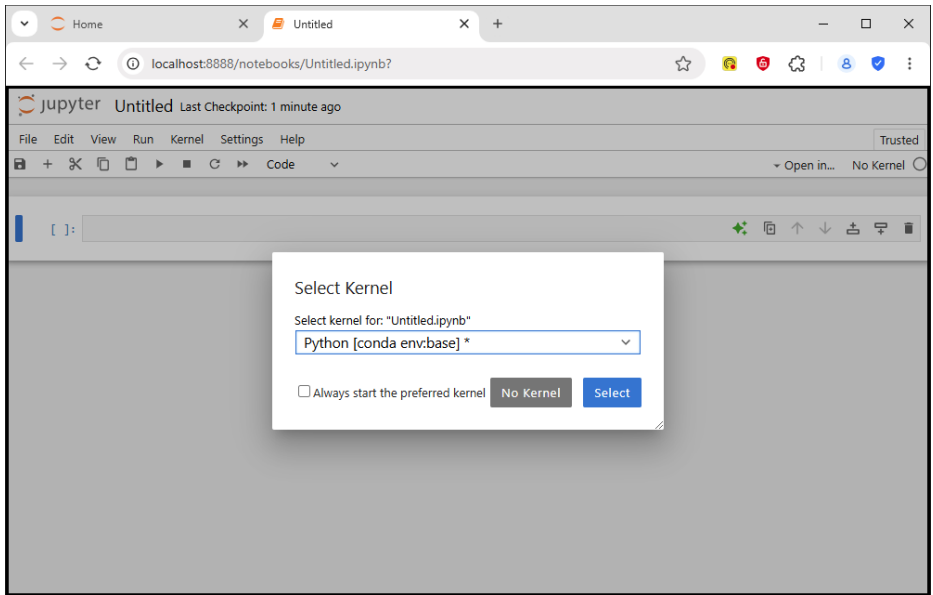 Home
Untitled
localhost:8888/notebooks/Untitled.ipynb?
jupyter Untitled Last Checkpoint: 1 minute ago
File Edit View Run Kernel Settings Help Trusted
Code Open in... No Kernel
[ ]:
Select Kernel
Select kernel for: "Untitled.ipynb"
Python [conda env:base] *
Always start the preferred kernel No Kernel Select